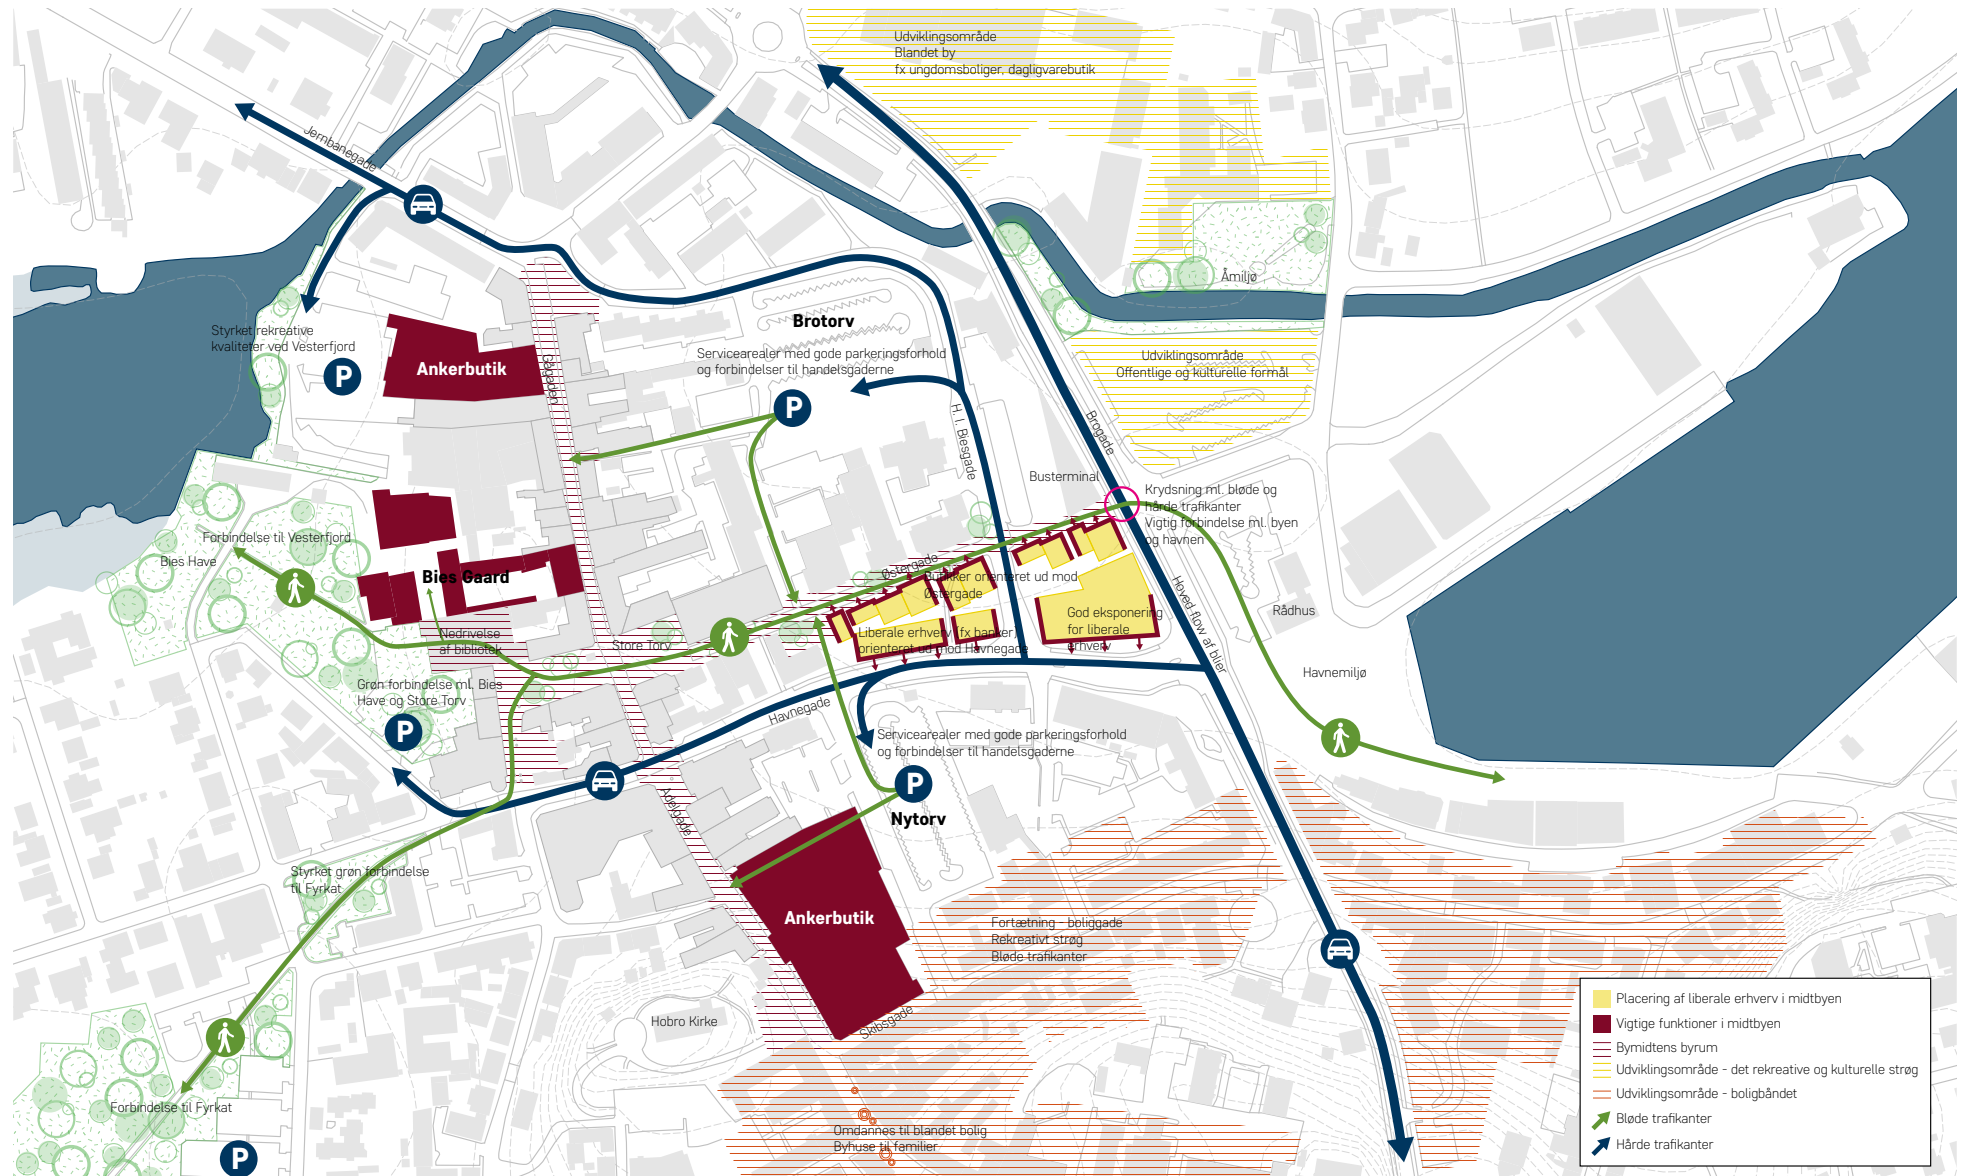 Udviklingsområde
Blandet by
fx ungdomsboliger, dagligvarebutik
Jernbanegade
Åmiljø
Styrket rekreative
kvaliteter ved Vesterfjord
P
Ankerbutik
Gågaden
Brotorv
Servicearealer med gode parkeringsforhold
og forbindelser til handelsgaderne
P
H. I. Biesgade
Brogade
Udviklingsområde
Offentlige og kulturelle formål
Busterminal
Krydsning ml. bløde og
hårde trafikanter
Vigtig forbindelse ml. byen
og havnen
Forbindelse til Vesterfjord
Bies Have
Bies Gaard
Østergade
Butikker orienteret ud mod
Østergade
Hoved flow af biler
Rådhus
God eksponering
for liberale
erhverv
Liberale erhverv (fx banker)
orienteret ud mod Havnegade
Nedrivelse
af bibliotek
Store Torv
Havnemiljø
Grøn forbindelse ml. Bies
Have og Store Torv
P
Havnegade
Servicearealer med gode parkeringsforhold
og forbindelser til handelsgaderne
P
Nytorv
Adelgade
Styrket grøn forbindelse
til Fyrkat
Ankerbutik
Fortætning - boliggade
Rekreativt strøg
Bløde trafikanter
Hobro Kirke
Skibsgade
Forbindelse til Fyrkat
P
Omdannes til blandet bolig
Byhuse til familier
Placering af liberale erhverv i midtbyen
Vigtige funktioner i midtbyen
Bymidtens byrum
Udviklingsområde - det rekreative og kulturelle strøg
Udviklingsområde - boligbåndet
Bløde trafikanter
Hårde trafikanter